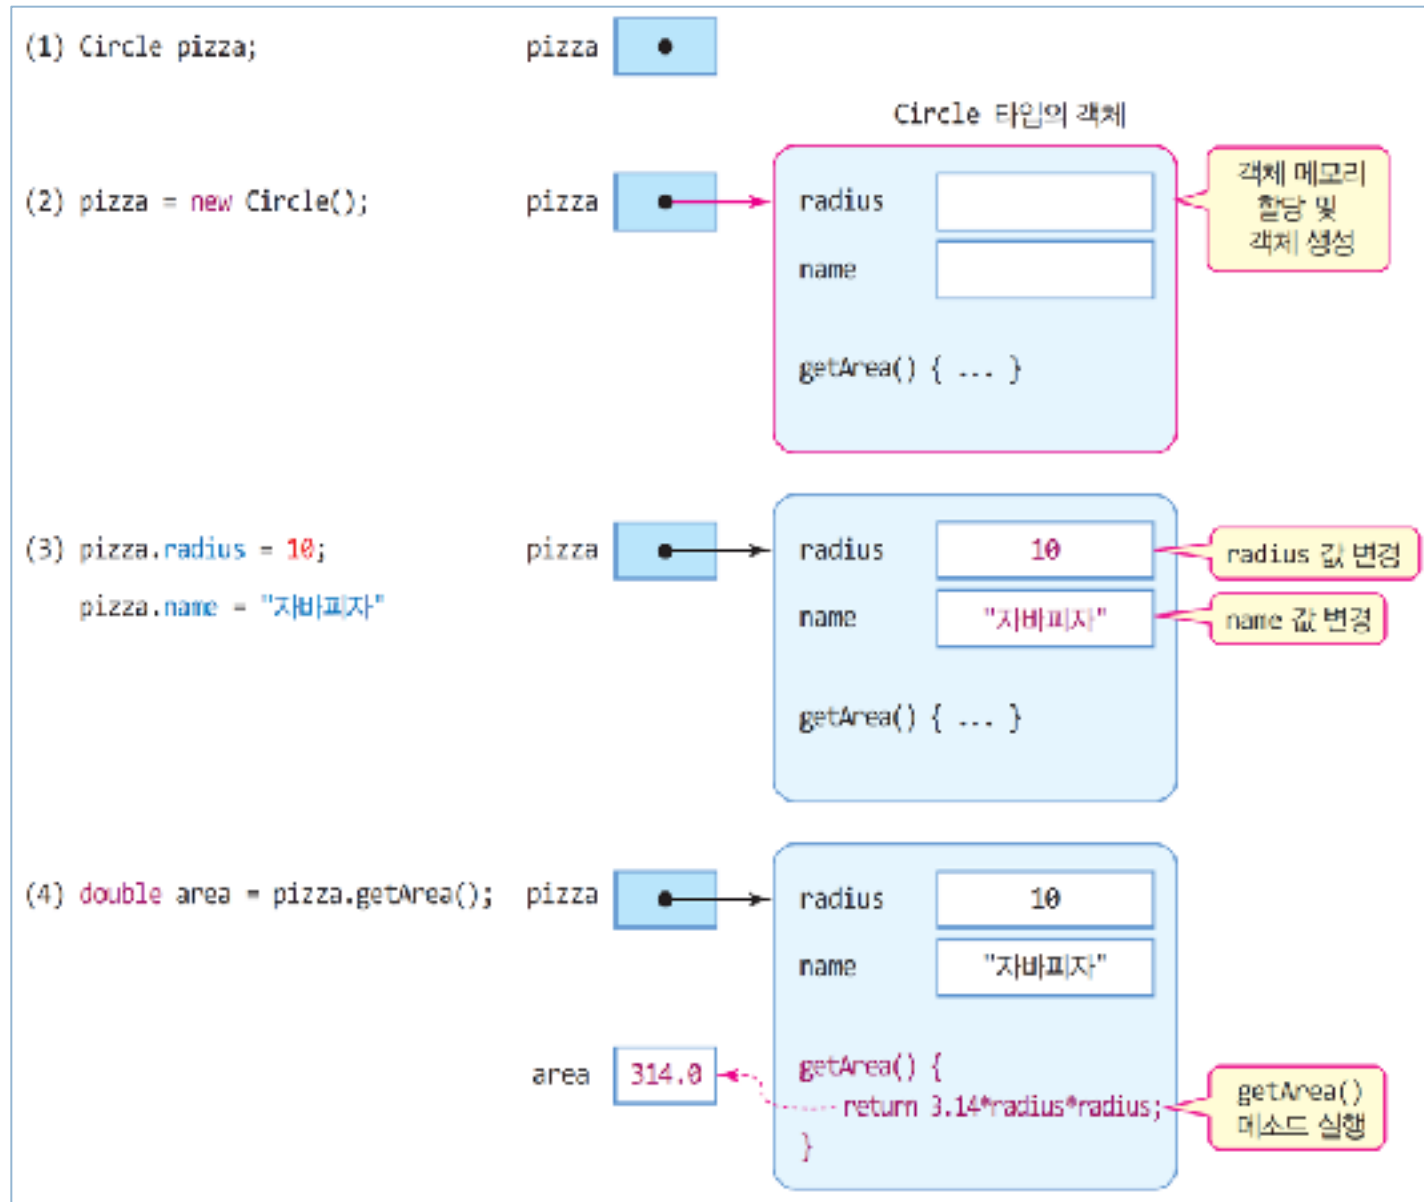 (1) Circle pizza;
pizza
Circle 타입의 객체
(2) pizza = new Circle();
pizza
radius
name
getArea() { ... }
객체 메모리
할당 및
객체 생성
(3) pizza.radius = 10;
pizza.name = "자바피자"
pizza
radius
10
name
"자바피자"
getArea() { ... }
radius 값 변경
name 값 변경
(4) double area = pizza.getArea();
pizza
radius
10
name
"자바피자"
area
314.0
getArea() {
return 3.14*radius*radius;
}
getArea()
메소드 실행